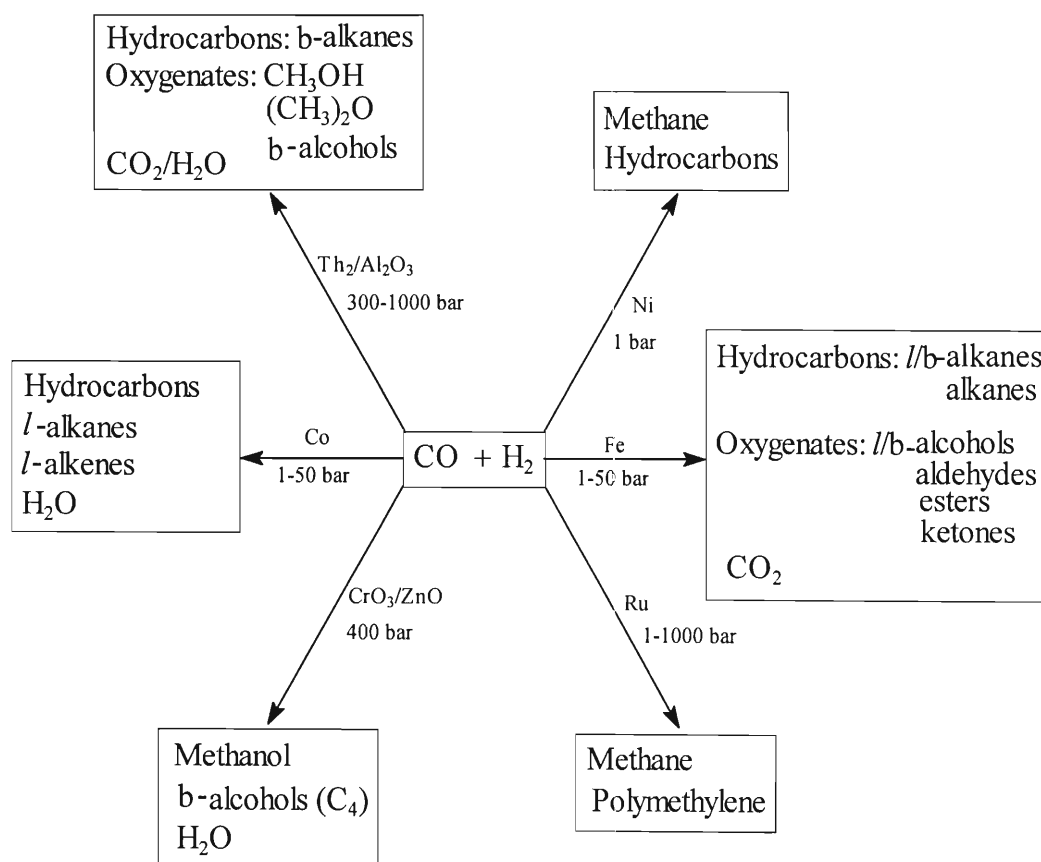 Hydrocarbons: b-alkanes
Oxygenates: CH₃OH
(CH₃)₂O
b-alcohols
CO₂/H₂O
Methane
Hydrocarbons
Th₂/Al₂O₃
300-1000 bar
Ni
1 bar
Hydrocarbons
l-alkanes
l-alkenes
H₂O
Co
1-50 bar
CO + H₂
Fe
1-50 bar
Hydrocarbons: l/b-alkanes
alkanes
Oxygenates: l/b-alcohols
aldehydes
esters
ketones
CO₂
CrO₃/ZnO
400 bar
Ru
1-1000 bar
Methanol
b-alcohols (C₄)
H₂O
Methane
Polymethylene